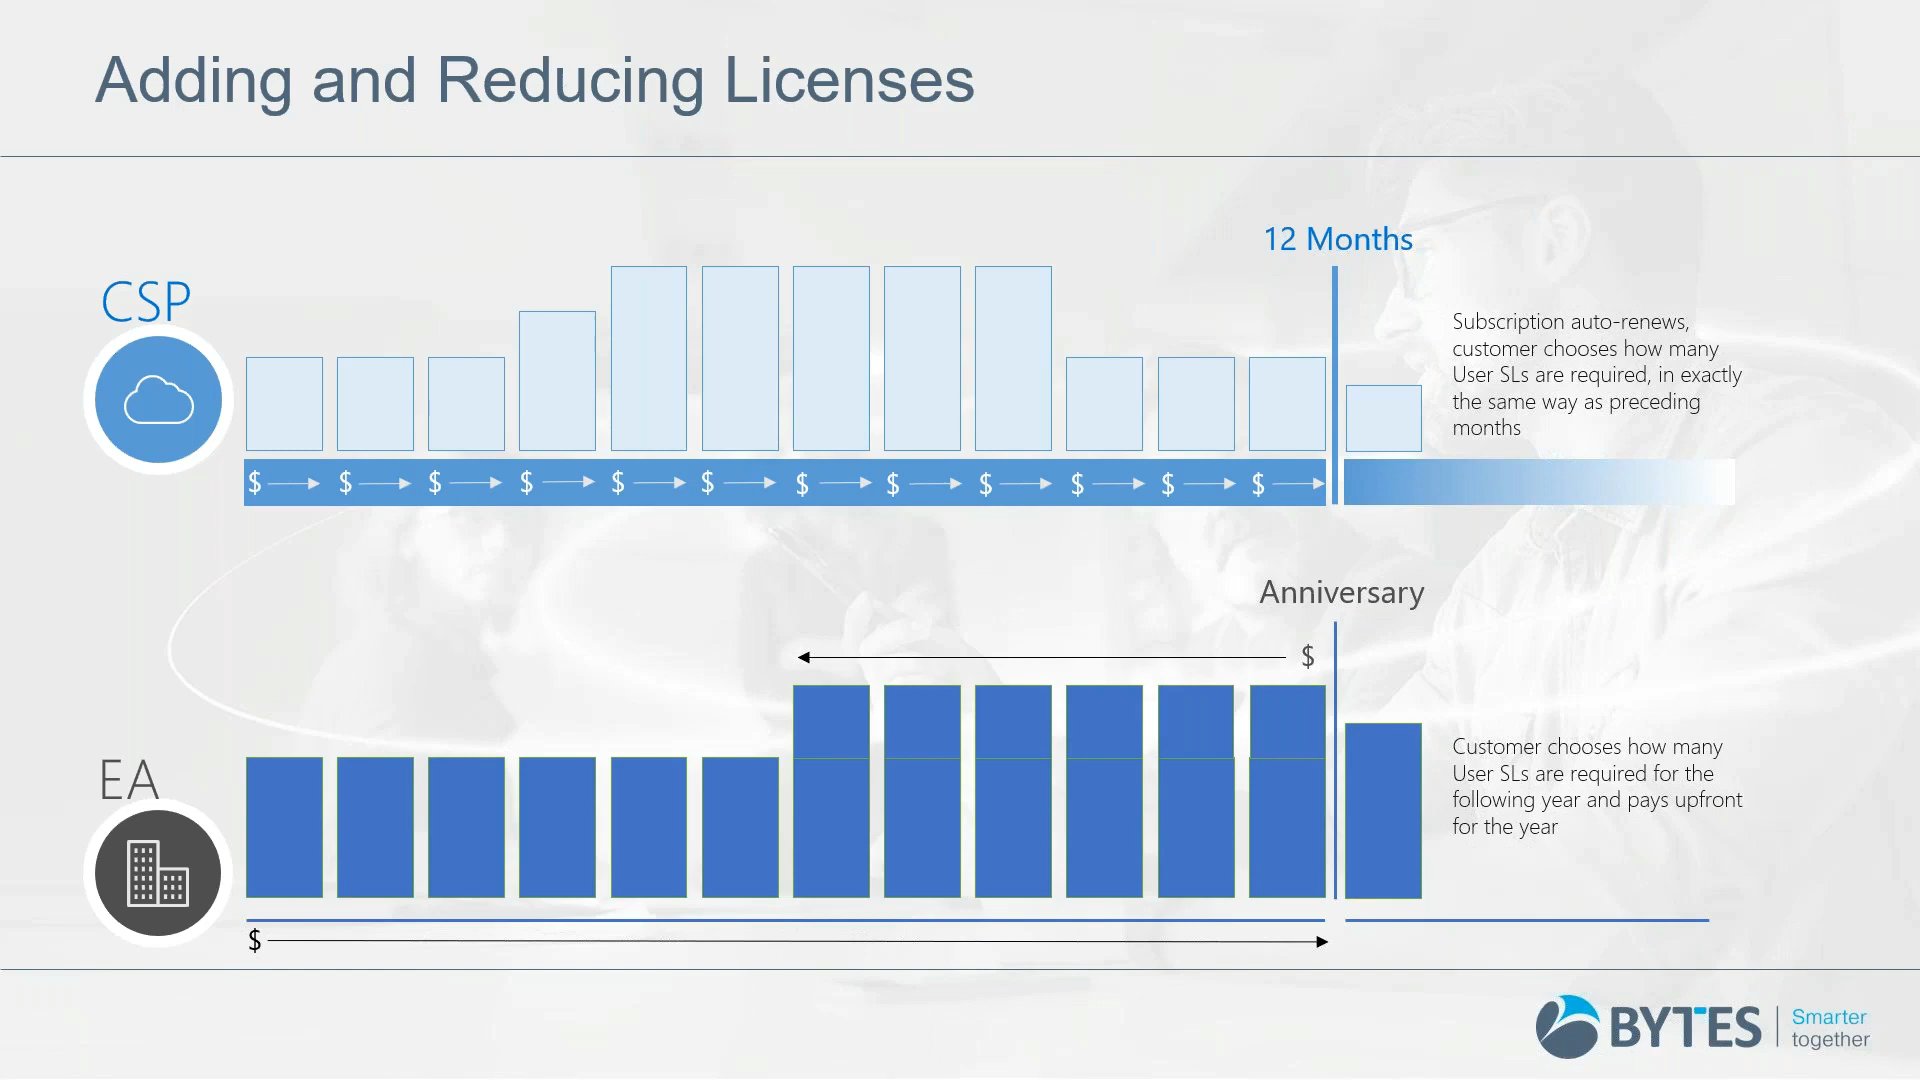 Adding and Reducing Licenses
12 Months
CSP
Subscription auto-renews,
customer chooses how many
User SLs are required, in exactly
the same way as preceding
months
$ $ $ $ $ $ $ $ $ $ $ $
Anniversary
$
EA
Customer chooses how many
User SLs are required for the
following year and pays upfront
for the year
$
BYTES
Smarter
together